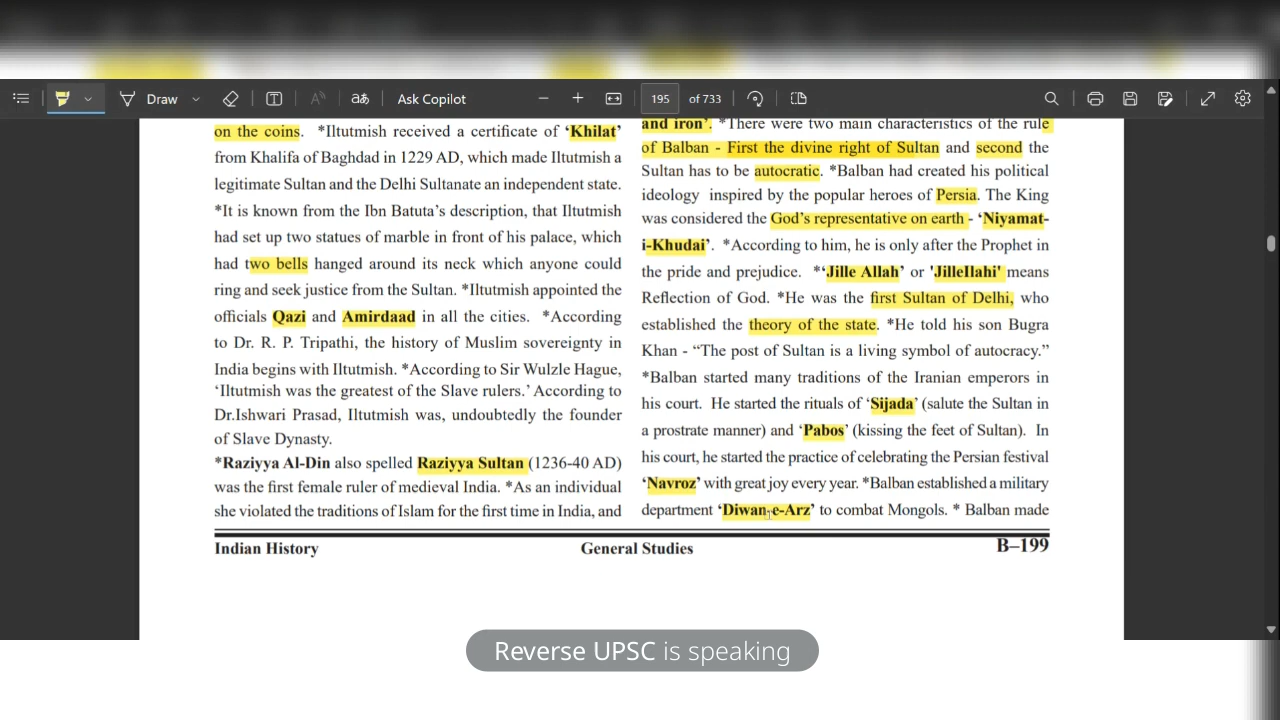 Draw
Ask Copilot
195 of 733
on the coins. *Iltutmish received a certificate of ‘Khilat’
from Khalifa of Baghdad in 1229 AD, which made Iltutmish a
legitimate Sultan and the Delhi Sultanate an independent state.
*It is known from the Ibn Batuta’s description, that Iltutmish
had set up two statues of marble in front of his palace, which
had two bells hanged around its neck which anyone could
ring and seek justice from the Sultan. *Iltutmish appointed the
officials Qazi and Amirdaad in all the cities. *According
to Dr. R. P. Tripathi, the history of Muslim sovereignty in
India begins with Iltutmish. *According to Sir Wulzle Hague,
‘Iltutmish was the greatest of the Slave rulers.’ According to
Dr.Ishwari Prasad, Iltutmish was, undoubtedly the founder
of Slave Dynasty.
*Raziyya Al-Din also spelled Raziyya Sultan (1236-40 AD)
was the first female ruler of medieval India. *As an individual
she violated the traditions of Islam for the first time in India, and
and iron’. *There were two main characteristics of the rule
of Balban - First the divine right of Sultan and second the
Sultan has to be autocratic. *Balban had created his political
ideology inspired by the popular heroes of Persia. The King
was considered the God’s representative on earth - ‘Niyamat-
i-Khudai’. *According to him, he is only after the Prophet in
the pride and prejudice. *‘Jille Allah’ or 'JilleIlahi' means
Reflection of God. *He was the first Sultan of Delhi, who
established the theory of the state. *He told his son Bugra
Khan - “The post of Sultan is a living symbol of autocracy.”
*Balban started many traditions of the Iranian emperors in
his court. He started the rituals of ‘Sijada’ (salute the Sultan in
a prostrate manner) and ‘Pabos’ (kissing the feet of Sultan). In
his court, he started the practice of celebrating the Persian festival
‘Navroz’ with great joy every year. *Balban established a military
department ‘Diwan-e-Arz’ to combat Mongols. * Balban made
Indian History General Studies B–199
Reverse UPSC is speaking